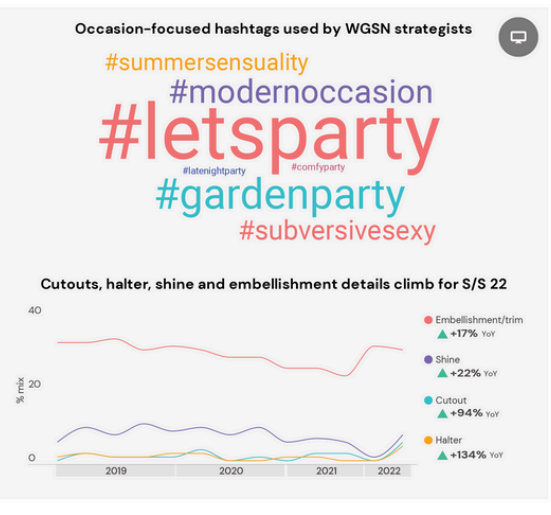 Occasion-focused hashtags used by WGSN strategists
#summersensuality
#modernoccasion
#letsparty
#latenightparty
#comfyparty
#gardenparty
#subversivesexy
Cutouts, halter, shine and embellishment details climb for S/S 22
40
20
0
% mix
2019
2020
2021
2022
Embellishment/trim
+17% YoY
Shine
+22% YoY
Cutout
+94% YoY
Halter
+134% YoY